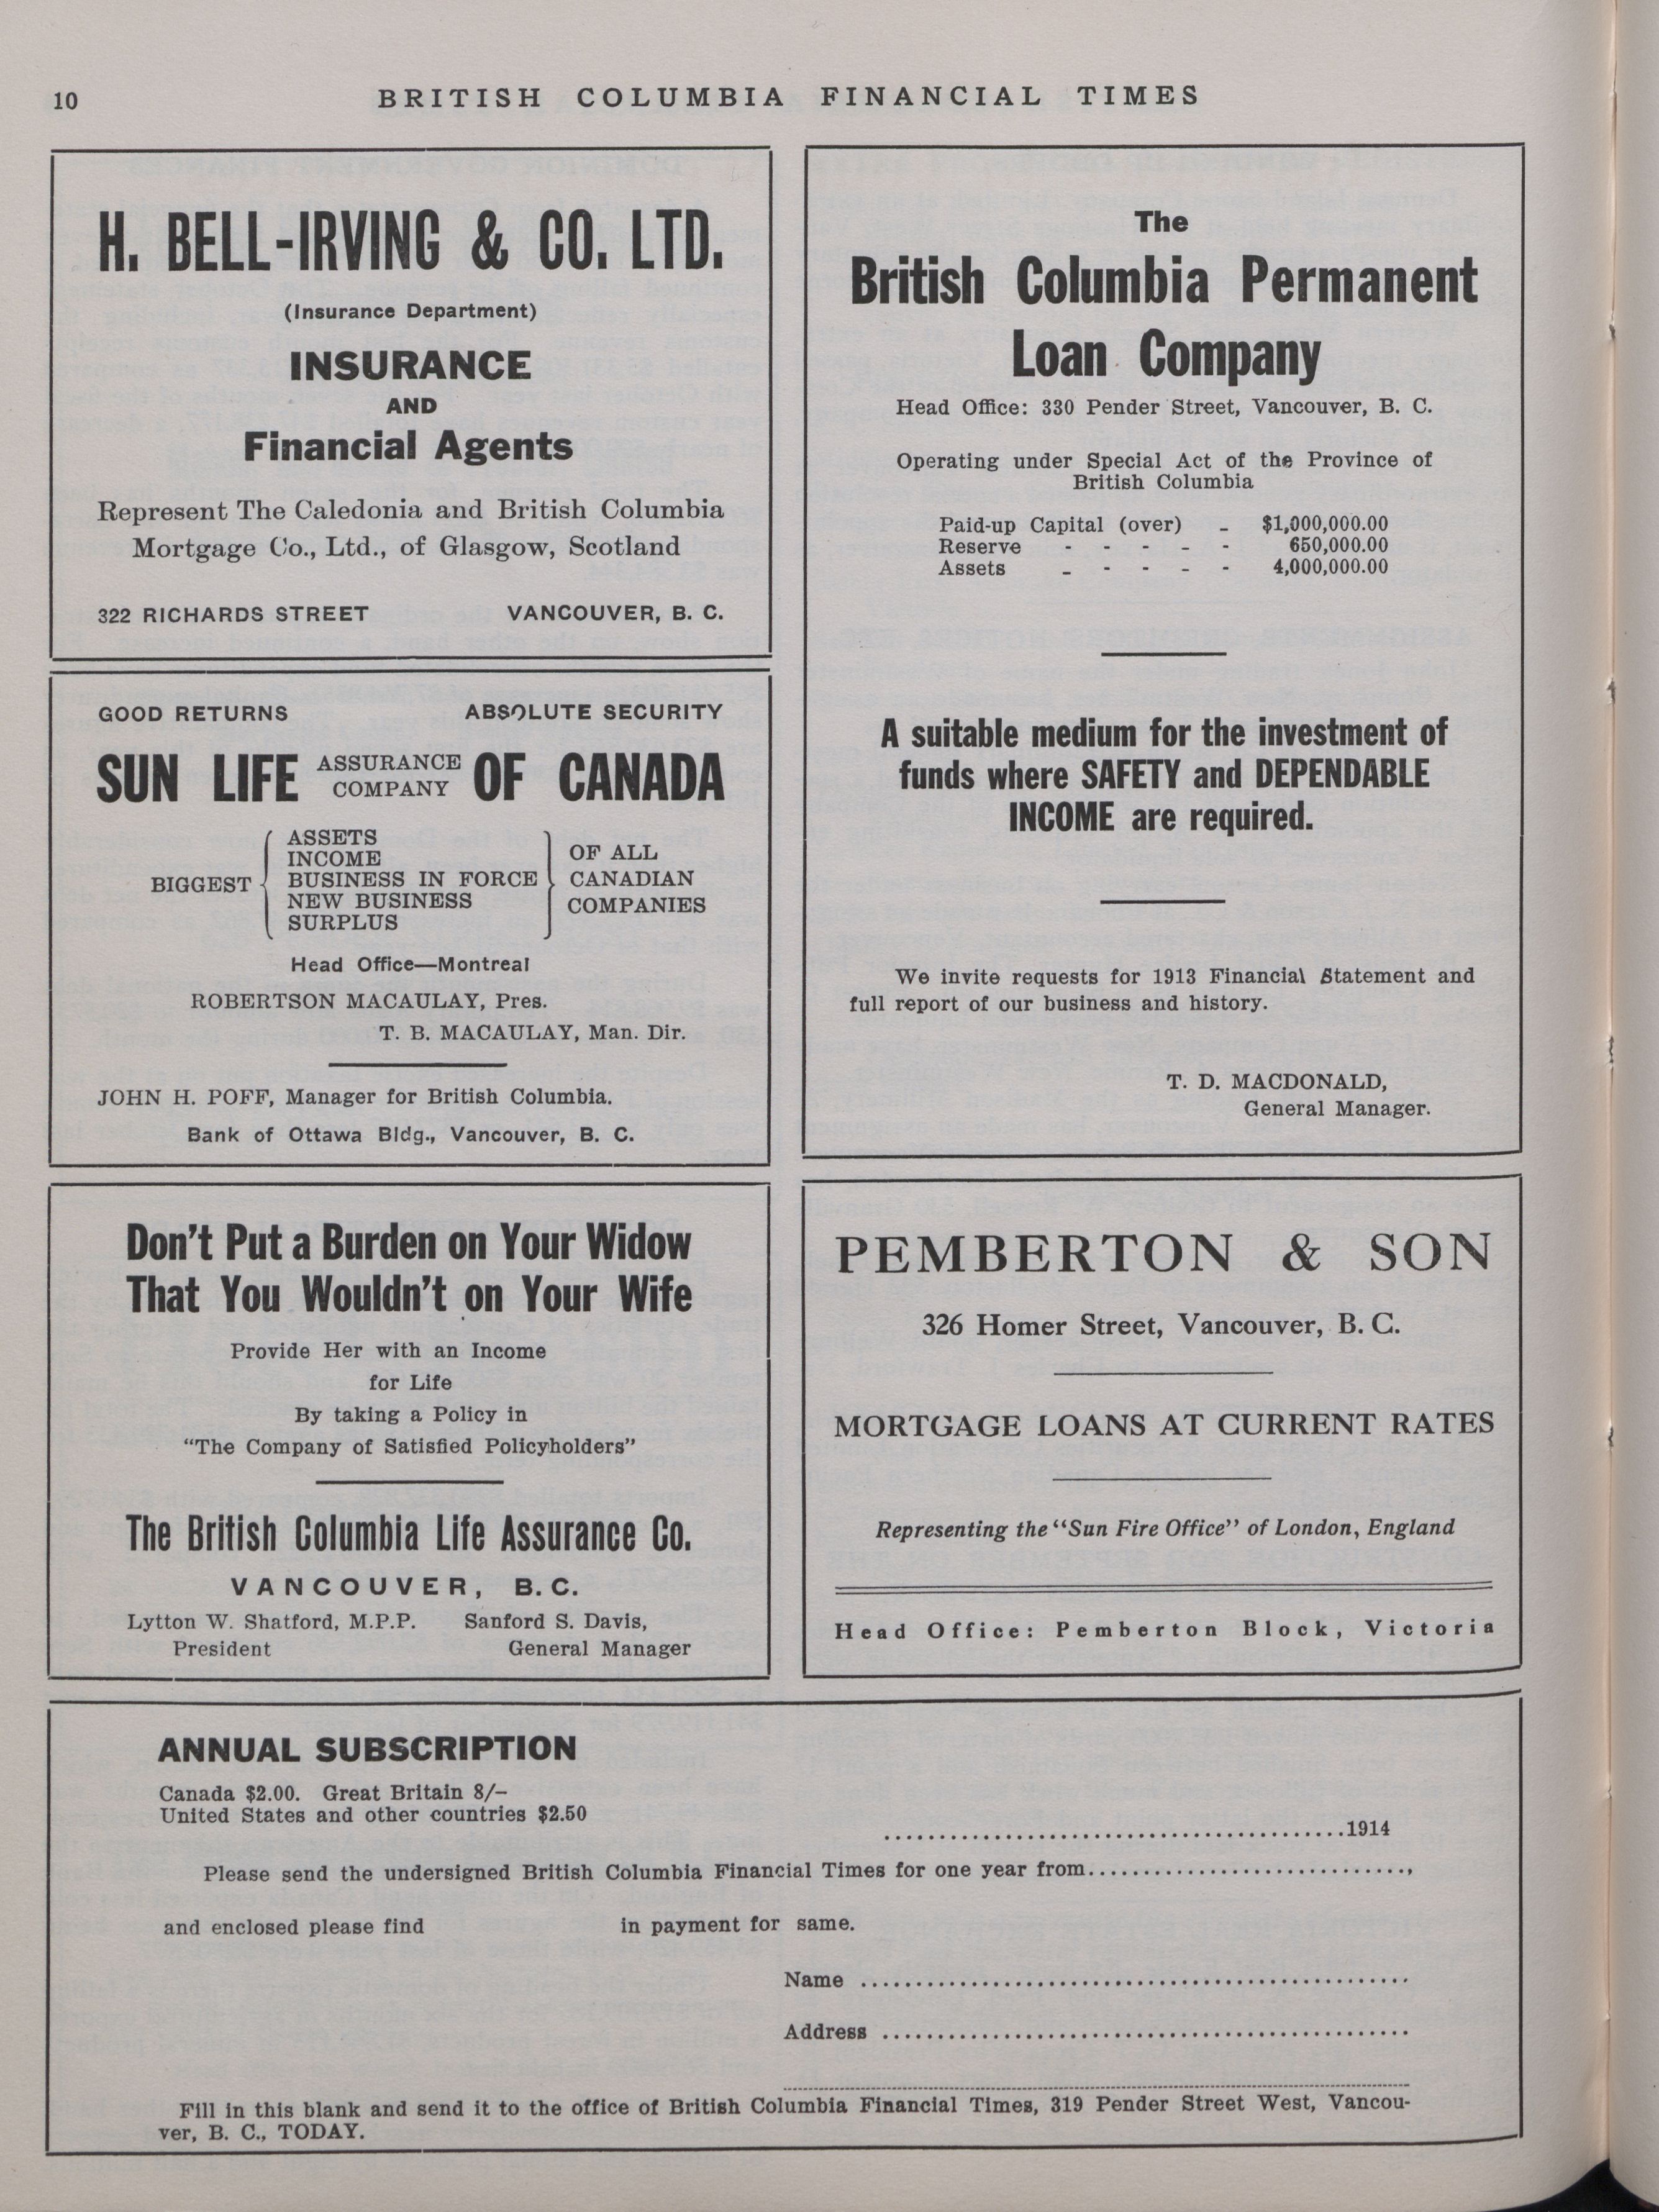 10
BRITISH COLUMBIA FINANCIAL TIMES
H. BELL-IRVING & CO. LTD.
(Insurance Department)
INSURANCE
AND
Financial Agents
Represent The Caledonia and British Columbia
Mortgage Co., Ltd., of Glasgow, Scotland
322 RICHARDS STREET VANCOUVER, B. C.
GOOD RETURNS ABSOLUTE SECURITY
SUN LIFE ASSURANCE COMPANY OF CANADA
BIGGEST
ASSETS
INCOME
BUSINESS IN FORCE
NEW BUSINESS
SURPLUS
OF ALL
CANADIAN
COMPANIES
Head Office—Montreal
ROBERTSON MACAULAY, Pres.
T. B. MACAULAY, Man. Dir.
JOHN H. POFF, Manager for British Columbia.
Bank of Ottawa Bldg., Vancouver, B. C.
Don't Put a Burden on Your Widow
That You Wouldn't on Your Wife
Provide Her with an Income
for Life
By taking a Policy in
“The Company of Satisfied Policyholders”
The British Columbia Life Assurance Co.
VANCOUVER, B. C.
Lytton W. Shatford, M.P.P. Sanford S. Davis,
President General Manager
The
British Columbia Permanent
Loan Company
Head Office: 330 Pender Street, Vancouver, B. C.
Operating under Special Act of the Province of
British Columbia
Paid-up Capital (over) - $1,000,000.00
Reserve - - - - - 650,000.00
Assets - - - - - 4,000,000.00
A suitable medium for the investment of
funds where SAFETY and DEPENDABLE
INCOME are required.
We invite requests for 1913 Financial Statement and
full report of our business and history.
T. D. MACDONALD,
General Manager.
PEMBERTON & SON
326 Homer Street, Vancouver, B. C.
MORTGAGE LOANS AT CURRENT RATES
Representing the “Sun Fire Office” of London, England
Head Office: Pemberton Block, Victoria
ANNUAL SUBSCRIPTION
Canada $2.00. Great Britain 8/–
United States and other countries $2.50
..........................................1914
Please send the undersigned British Columbia Financial Times for one year from.............................,
and enclosed please find in payment for same.
Name ..................................................
Address ................................................
Fill in this blank and send it to the office of British Columbia Financial Times, 319 Pender Street West, Vancou-
ver, B. C., TODAY.